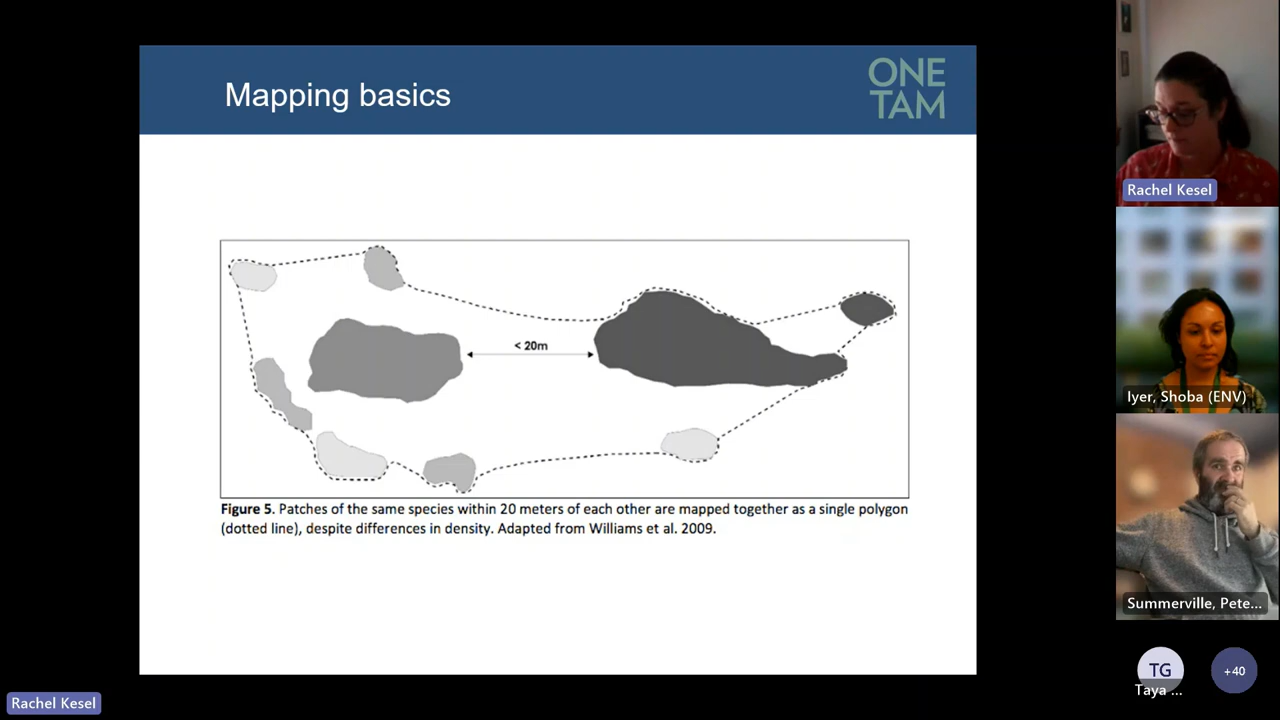 Mapping basics
ONE
TAM
< 20m
Figure 5. Patches of the same species within 20 meters of each other are mapped together as a single polygon
(dotted line), despite differences in density. Adapted from Williams et al. 2009.
Rachel Kesel
Iyer, Shoba (ENV)
Summerville, Pete...
TG
Taya ...
+40
Rachel Kesel